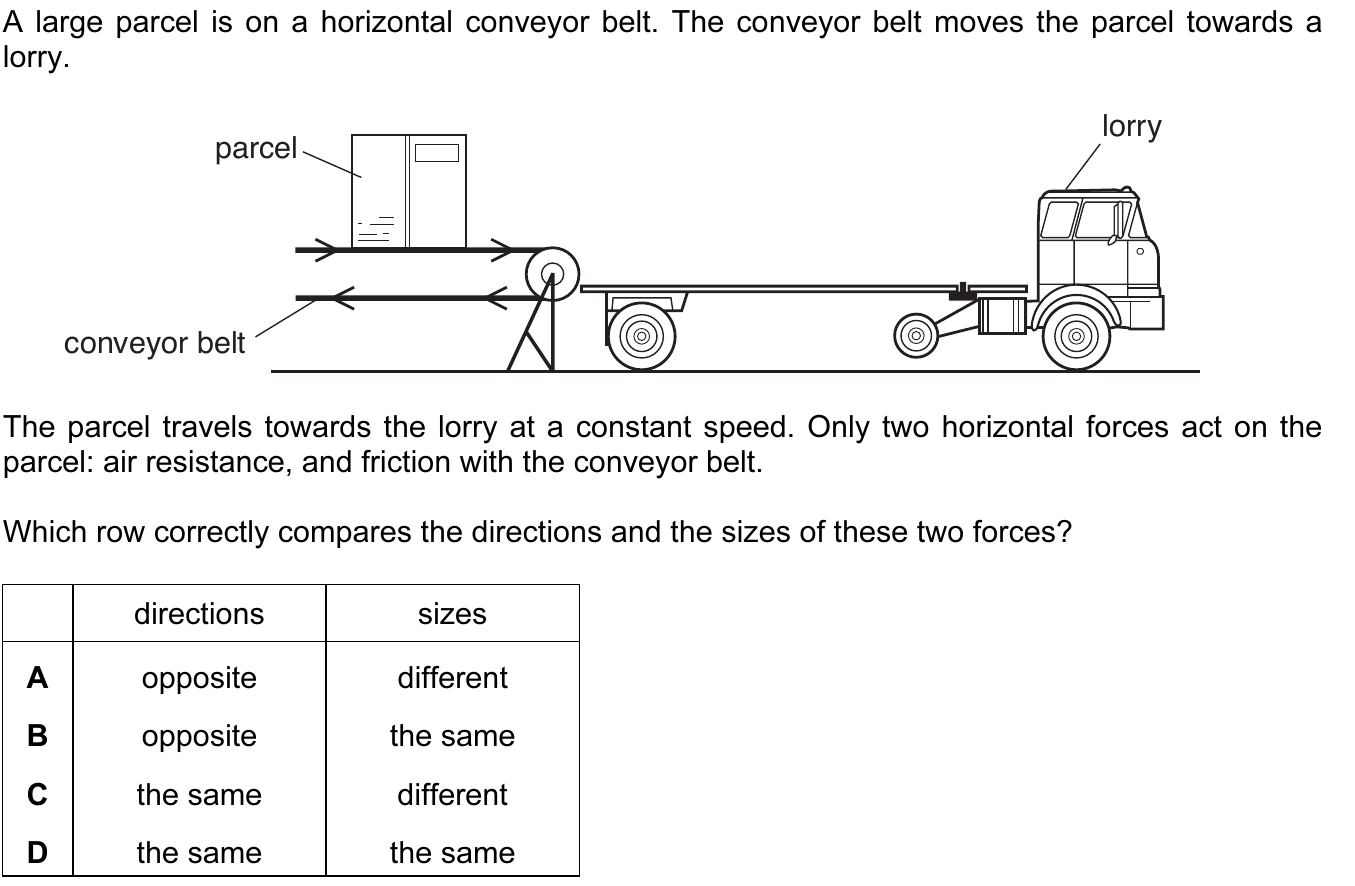 A large parcel is on a horizontal conveyor belt. The conveyor belt moves the parcel towards a
lorry.
lorry
parcel
conveyor belt
The parcel travels towards the lorry at a constant speed. Only two horizontal forces act on the
parcel: air resistance, and friction with the conveyor belt.
Which row correctly compares the directions and the sizes of these two forces?
directions sizes
A opposite different
B opposite the same
C the same different
D the same the same